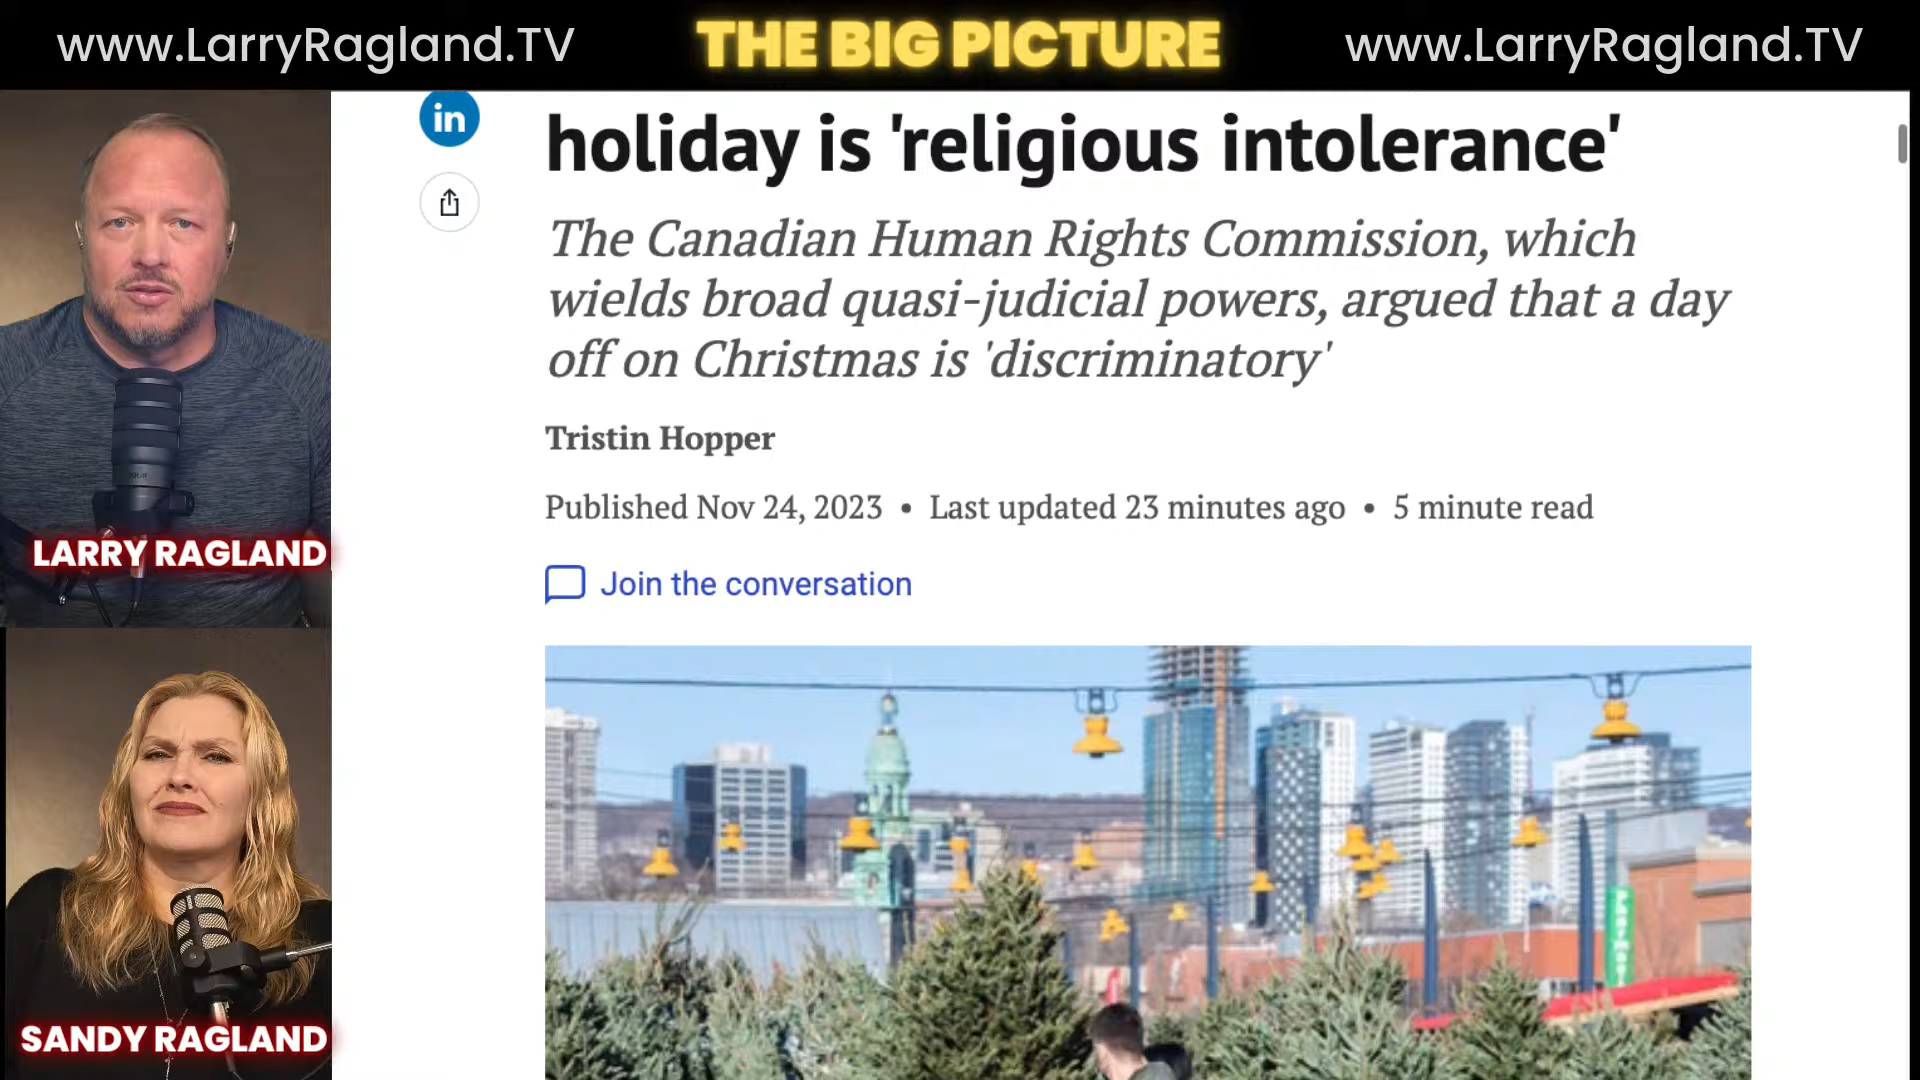 www.LarryRagland.TV
THE BIG PICTURE
www.LarryRagland.TV
in
holiday is 'religious intolerance'
The Canadian Human Rights Commission, which
wields broad quasi-judicial powers, argued that a day
off on Christmas is 'discriminatory'
Tristin Hopper
Published Nov 24, 2023 • Last updated 23 minutes ago • 5 minute read
Join the conversation
LARRY RAGLAND
SANDY RAGLAND